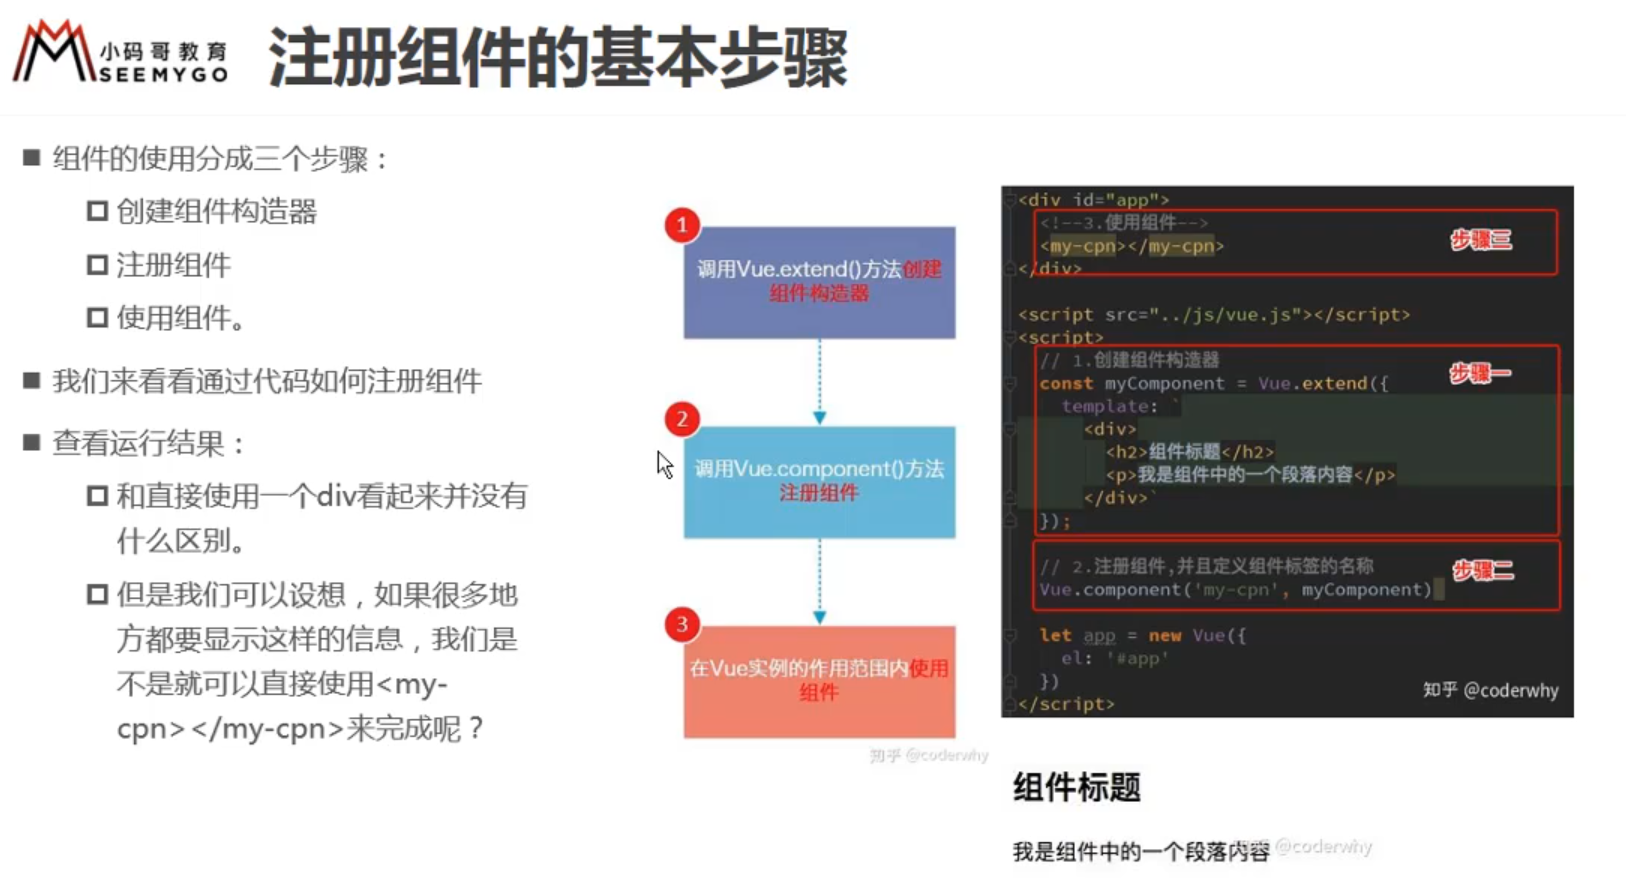 小码哥教育
SEEMYGO
注册组件的基本步骤
组件的使用分成三个步骤：
创建组件构造器
注册组件
使用组件。
我们来看看通过代码如何注册组件
查看运行结果：
和直接使用一个div看起来并没有
什么区别。
但是我们可以设想，如果很多地
方都要显示这样的信息，我们是
不是就可以直接使用<my-
cpn></my-cpn>来完成呢？
1
调用Vue.extend()方法创建
组件构造器
2
调用Vue.component()方法
注册组件
3
在Vue实例的作用范围内使用
组件
知乎 @coderwhy
<div id="app">
<!--3.使用组件-->
<my-cpn></my-cpn>
步骤三
</div>
<script src="../js/vue.js"></script>
<script>
// 1.创建组件构造器
步骤一
const myComponent = Vue.extend({
template: `
<div>
<h2>组件标题</h2>
<p>我是组件中的一个段落内容</p>
</div>`
});
// 2.注册组件,并且定义组件标签的名称
步骤二
Vue.component('my-cpn', myComponent)
let app = new Vue({
el: '#app'
})
</script>
知乎 @coderwhy
组件标题
我是组件中的一个段落内容
知乎 @coderwhy